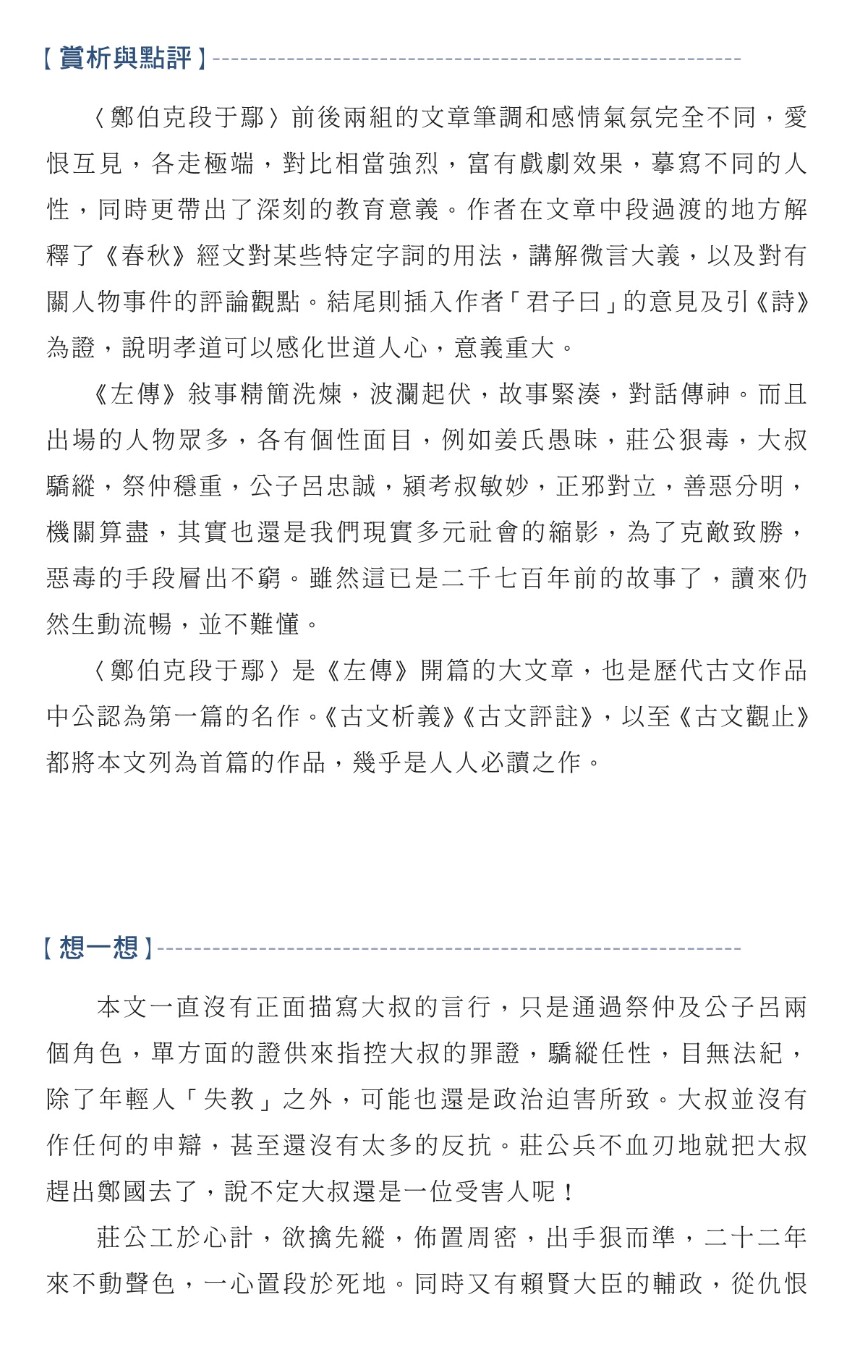 【賞析與點評】
〈鄭伯克段于鄢〉前後兩組的文章筆調和感情氣氛完全不同，愛
恨互見，各走極端，對比相當強烈，富有戲劇效果，摹寫不同的人
性，同時更帶出了深刻的教育意義。作者在文章中段過渡的地方解
釋了《春秋》經文對某些特定字詞的用法，講解微言大義，以及對有
關人物事件的評論觀點。結尾則插入作者「君子曰」的意見及引《詩》
為證，說明孝道可以感化世道人心，意義重大。
《左傳》敍事精簡洗煉，波瀾起伏，故事緊湊，對話傳神。而且
出場的人物眾多，各有個性面目，例如姜氏愚昧，莊公狠毒，大叔
驕縱，祭仲穩重，公子呂忠誠，潁考叔敏妙，正邪對立，善惡分明，
機關算盡，其實也還是我們現實多元社會的縮影，為了克敵致勝，
惡毒的手段層出不窮。雖然這已是二千七百年前的故事了，讀來仍
然生動流暢，並不難懂。
〈鄭伯克段于鄢〉是《左傳》開篇的大文章，也是歷代古文作品
中公認為第一篇的名作。《古文析義》《古文評註》，以至《古文觀止》
都將本文列為首篇的作品，幾乎是人人必讀之作。
【想一想】
本文一直沒有正面描寫大叔的言行，只是通過祭仲及公子呂兩
個角色，單方面的證供來指控大叔的罪證，驕縱任性，目無法紀，
除了年輕人「失教」之外，可能也還是政治迫害所致。大叔並沒有
作任何的申辯，甚至還沒有太多的反抗。莊公兵不血刃地就把大叔
趕出鄭國去了，說不定大叔還是一位受害人呢！
莊公工於心計，欲擒先縱，佈置周密，出手狠而準，二十二年
來不動聲色，一心置段於死地。同時又有賴賢大臣的輔政，從仇恨